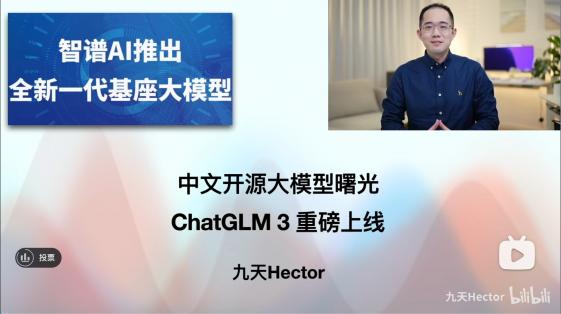 智谱AI推出
全新一代基座大模型
中文开源大模型曙光
ChatGLM 3 重磅上线
九天Hector
投票
九天Hector bilibili